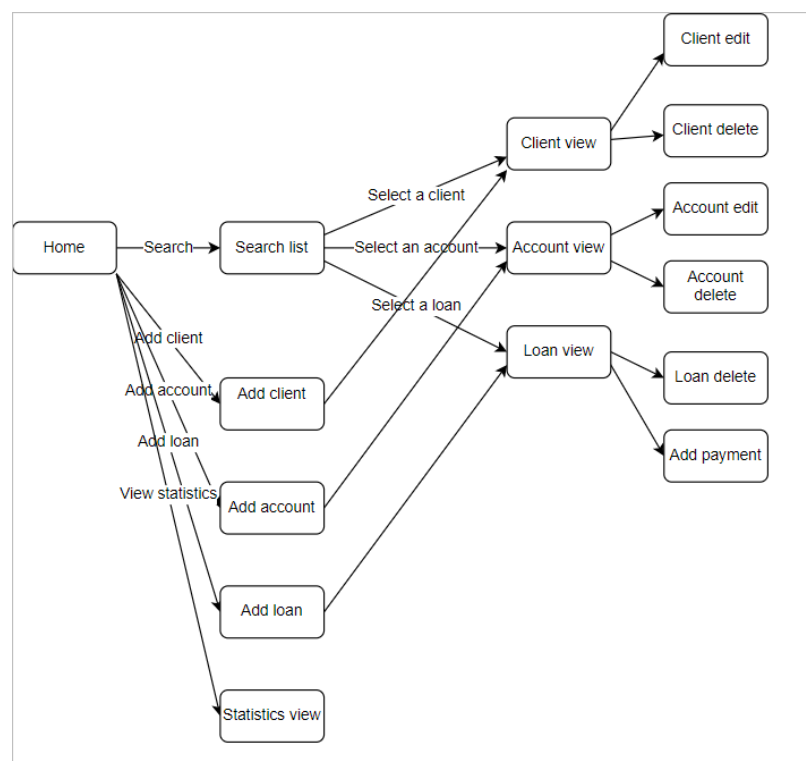 Client edit
Client delete
Client view
Select a client
Account edit
Home
Search
Search list
Select an account
Account view
Account
delete
Select a loan
Add client
Loan view
Add account
Add client
Loan delete
Add loan
Add payment
View statistics
Add account
Add loan
Statistics view